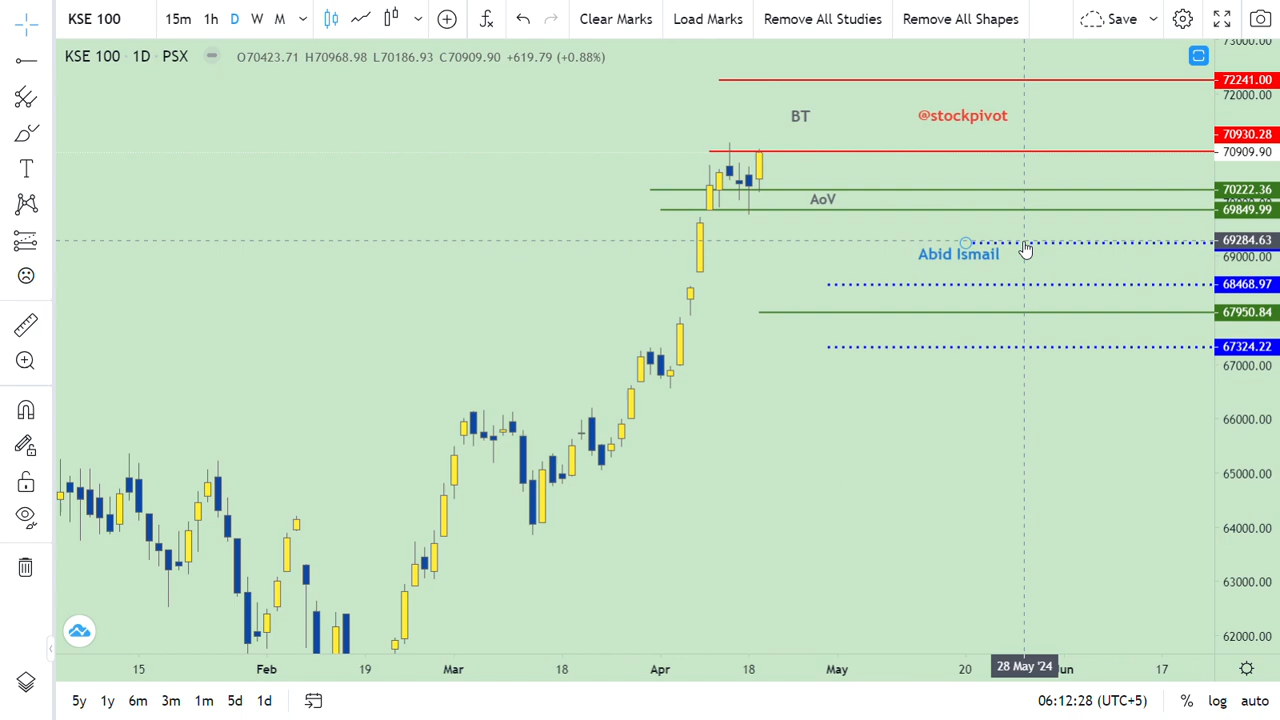 KSE 100 15m 1h D W M Clear Marks Load Marks Remove All Studies Remove All Shapes Save
KSE 100 1D PSX O70423.71 H70968.98 L70186.93 C70909.90 +619.79 (+0.88%)
73000.00
72241.00
72000.00
BT @stockpivot
70930.28
70909.90
70222.36
AoV
69849.99
69284.63
Abid Ismail 69000.00
68468.97
67950.84
67324.22
67000.00
66000.00
65000.00
64000.00
63000.00
62000.00
15 Feb 19 Mar 18 Apr 18 May 20 28 May '24 un 17
5y 1y 6m 3m 1m 5d 1d 06:12:28 (UTC+5) % log auto